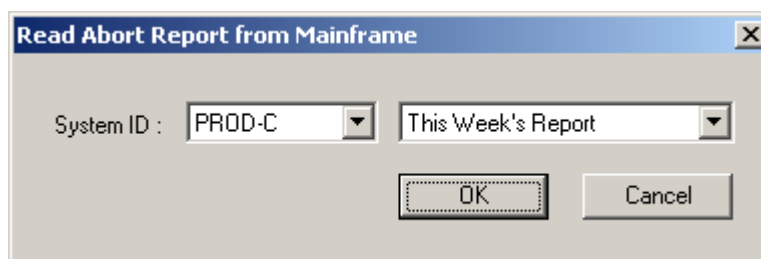 Read Abort Report from Mainframe
System ID : PROD-C This Week's Report
OK Cancel